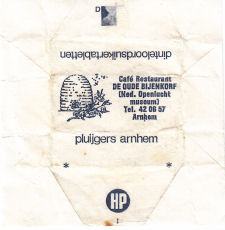 D
dinteloordsuikertabletten
Café Restaurant
DE OUDE BIJENKORF
(Ned. Openlucht
museum)
Tel. 42 06 57
Arnhem
pluijgers arnhem
* *
HP